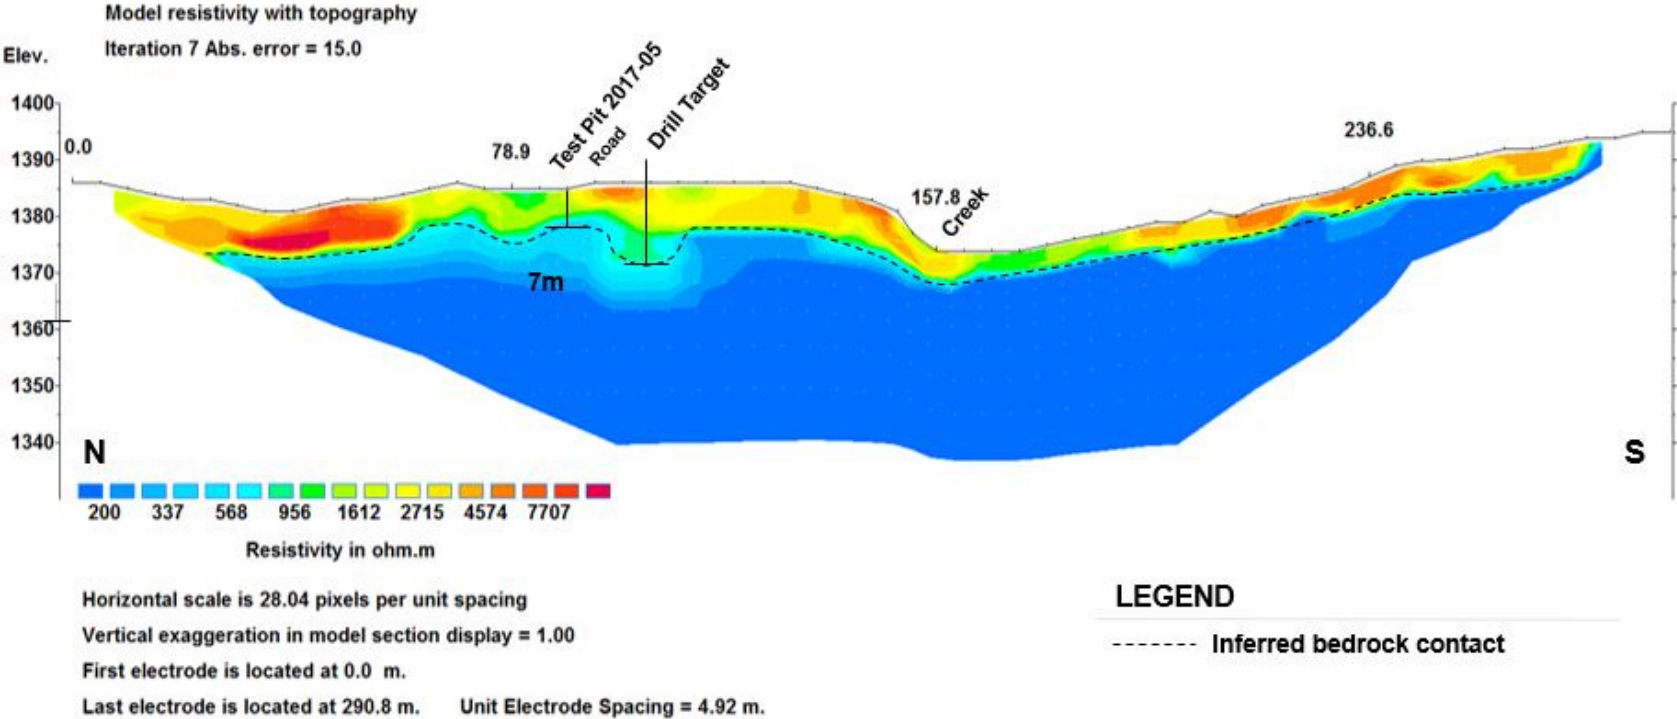 Model resistivity with topography
Iteration 7 Abs. error = 15.0
Elev.
1400
1390
1380
1370
1360
1350
1340
0.0
78.9
Test Pit 2017-05
Road
Drill Target
157.8
Creek
236.6
7m
N
S
200 337 568 956 1612 2715 4574 7707
Resistivity in ohm.m
Horizontal scale is 28.04 pixels per unit spacing
Vertical exaggeration in model section display = 1.00
First electrode is located at 0.0 m.
Last electrode is located at 290.8 m. Unit Electrode Spacing = 4.92 m.
LEGEND
Inferred bedrock contact